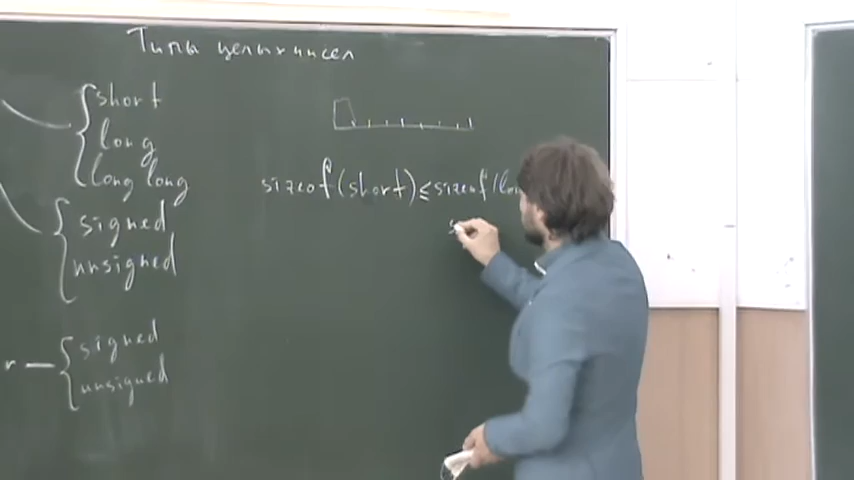 Типы целых чисел
short
long
long long
signed
unsigned
sizeof(short)≤sizeof(lon
s
r — signed
unsigned